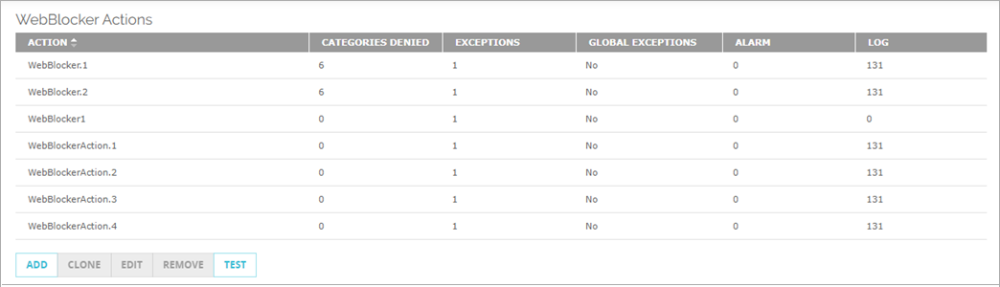 WebBlocker Actions
ACTION CATEGORIES DENIED EXCEPTIONS GLOBAL EXCEPTIONS ALARM LOG
WebBlocker.1 6 1 No 0 131
WebBlocker.2 6 1 No 0 131
WebBlocker1 0 1 No 0 0
WebBlockerAction.1 0 1 No 0 131
WebBlockerAction.2 0 1 No 0 131
WebBlockerAction.3 0 1 No 0 131
WebBlockerAction.4 0 1 No 0 131
ADD CLONE EDIT REMOVE TEST